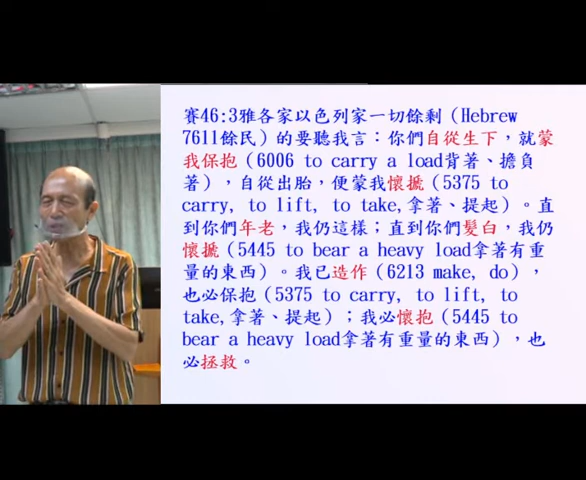 賽46:3雅各家以色列家一切餘剩（Hebrew
7611餘民）的要聽我言：你們自從生下，就蒙
我保抱（6006 to carry a load背著、擔負
著），自從出胎，便蒙我懷搋（5375 to
carry, to lift, to take,拿著、提起）。直
到你們年老，我仍這樣；直到你們髮白，我仍
懷搋（5445 to bear a heavy load拿著有重
量的東西）。我已造作（6213 make, do），
也必保抱（5375 to carry, to lift, to
take,拿著、提起）；我必懷抱（5445 to
bear a heavy load拿著有重量的東西），也
必拯救。